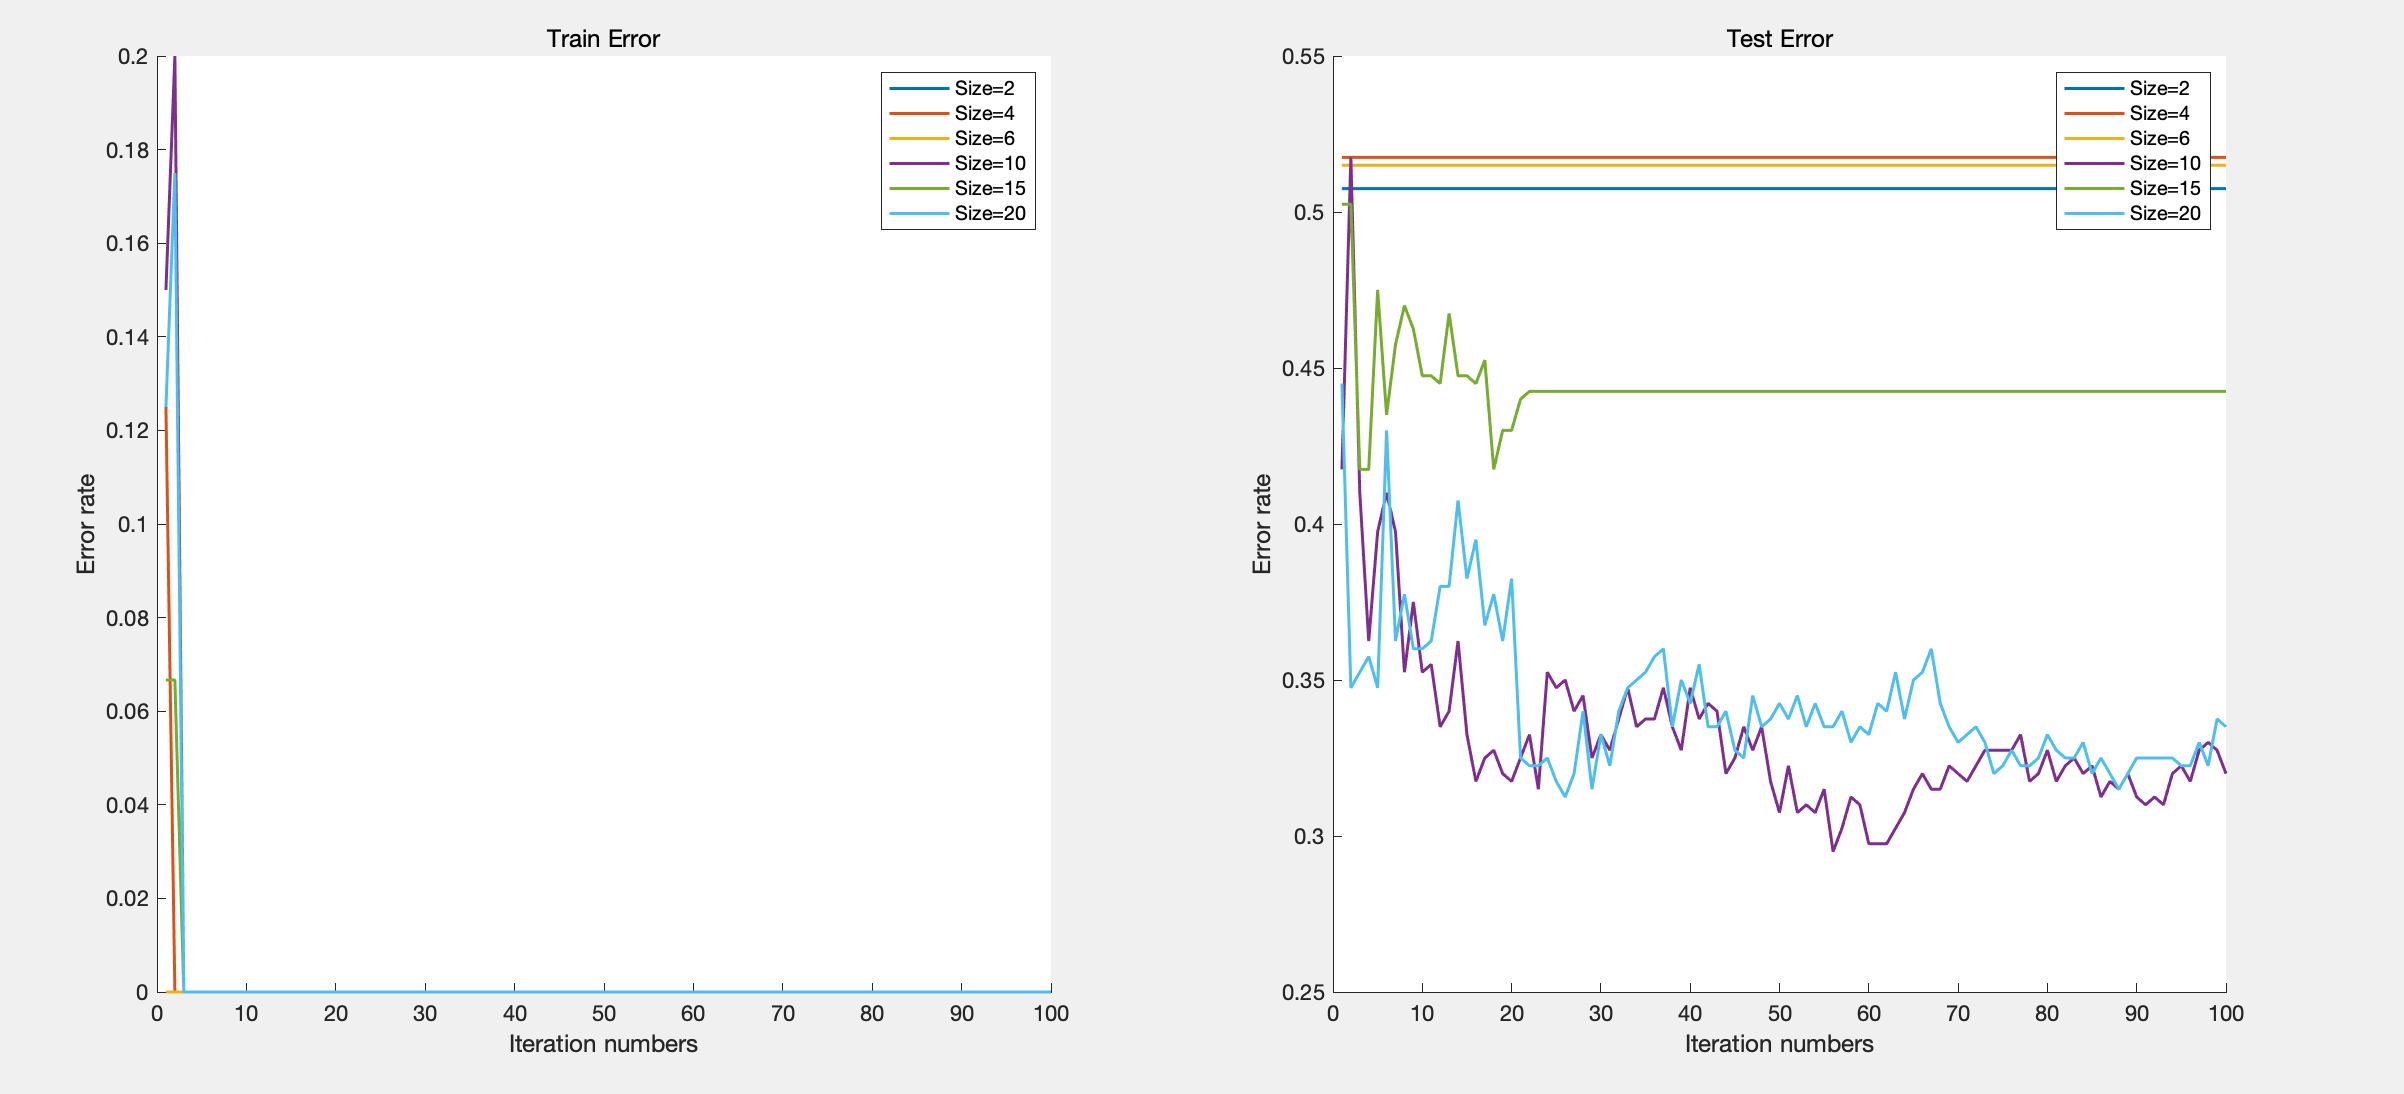 Train Error
0.2
0.18
0.16
0.14
0.12
0.1
0.08
0.06
0.04
0.02
0
Error rate
0 10 20 30 40 50 60 70 80 90 100
Iteration numbers
Size=2
Size=4
Size=6
Size=10
Size=15
Size=20
Test Error
0.55
0.5
0.45
0.4
0.35
0.3
0.25
Error rate
0 10 20 30 40 50 60 70 80 90 100
Iteration numbers
Size=2
Size=4
Size=6
Size=10
Size=15
Size=20